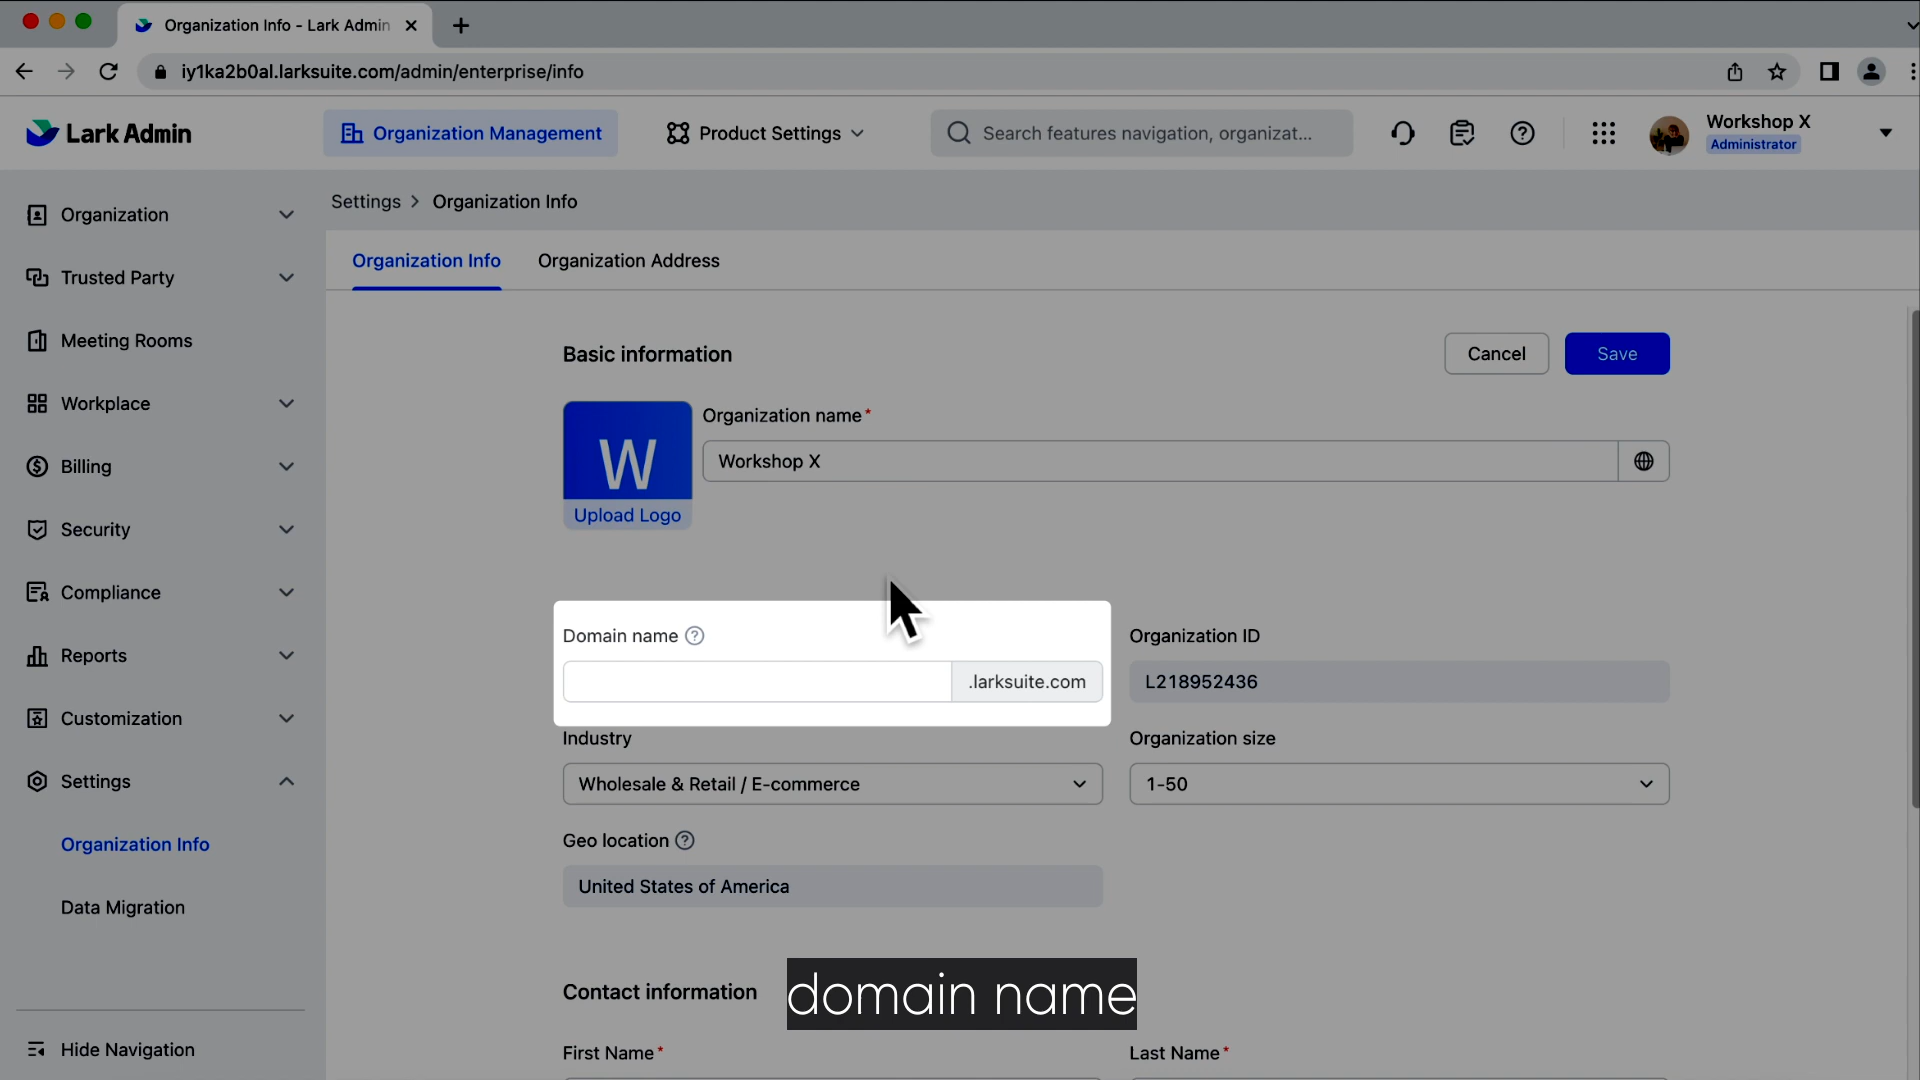 Organization Info - Lark Admin
iy1ka2b0al.larksuite.com/admin/enterprise/info
Lark Admin
Organization Management
Product Settings
Search features navigation, organizat...
Workshop X
Administrator
Organization
Trusted Party
Meeting Rooms
Workplace
Billing
Security
Compliance
Reports
Customization
Settings
Organization Info
Data Migration
Hide Navigation
Settings > Organization Info
Organization Info
Organization Address
Basic information
Cancel
Save
W
Upload Logo
Organization name*
Workshop X
Domain name
.larksuite.com
Organization ID
L218952436
Industry
Wholesale & Retail / E-commerce
Organization size
1-50
Geo location
United States of America
Contact information
domain name
First Name*
Last Name*